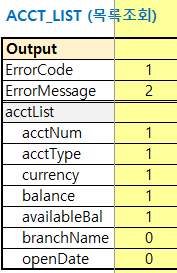 ACCT_LIST (목록조회)
Output
ErrorCode 1
ErrorMessage 2
acctList
acctNum 1
acctType 1
currency 1
balance 1
availableBal 1
branchName 0
openDate 0